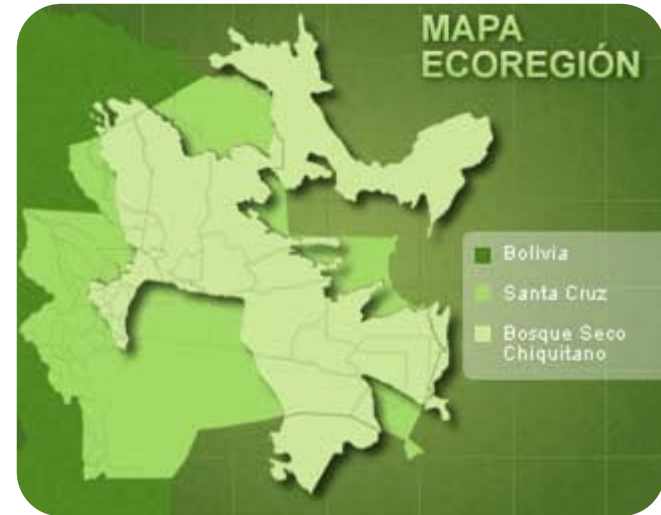 MAPA
ECOREGIÓN
Bolivia
Santa Cruz
Bosque Seco
Chiquitano